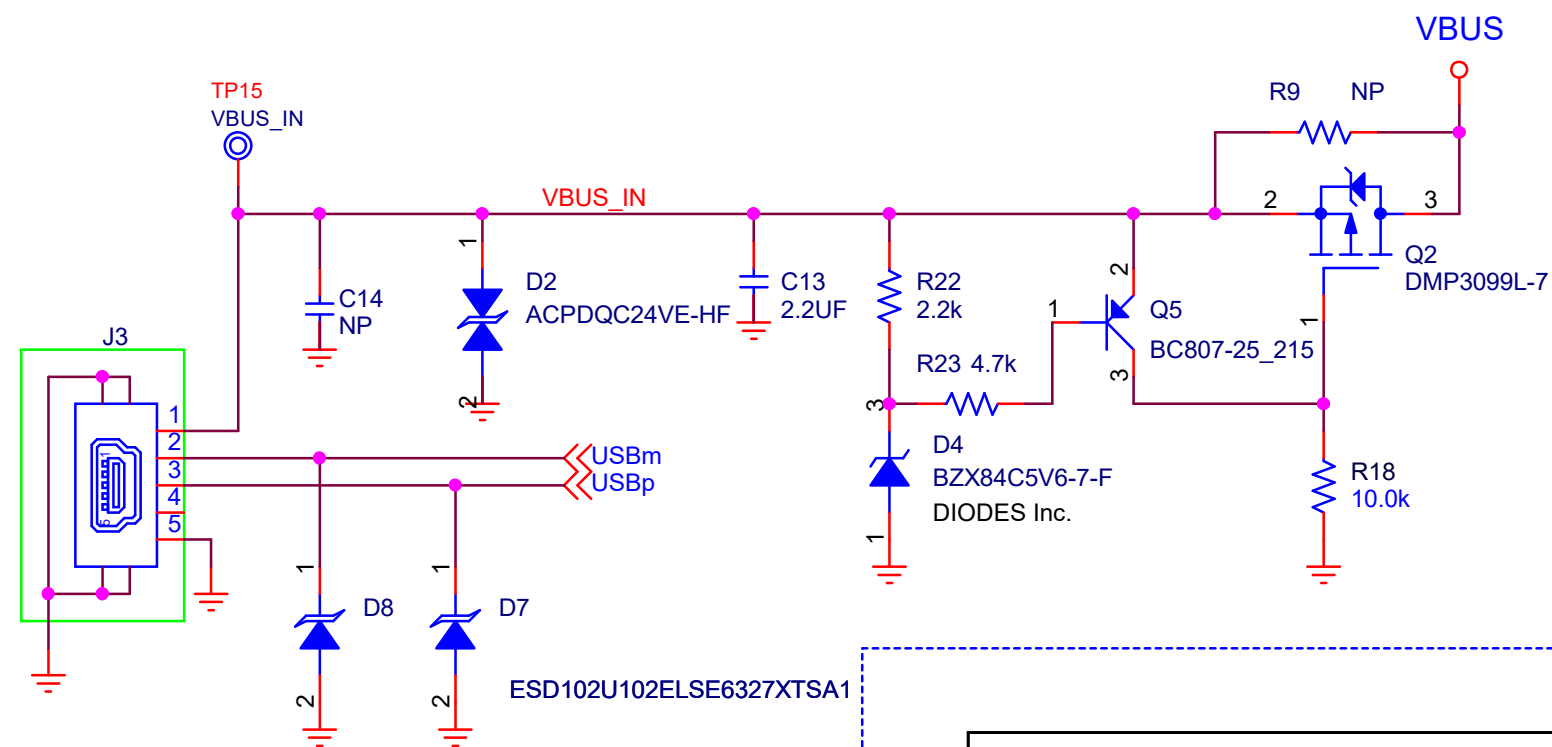 VBUS
TP15
VBUS_IN
R9 NP
VBUS_IN
2
3
Q2
DMP3099L-7
1
1
D2
ACPDQC24VE-HF
2
C14
NP
C13
2.2UF
R22
2.2k
2
1
Q5
BC807-25_215
3
R23 4.7k
3
D4
BZX84C5V6-7-F
DIODES Inc.
1
R18
10.0k
J3
1
2
3
4
5
1
5
USBm
USBp
1
D8
2
1
D7
2
ESD102U102ELSE6327XTSA1